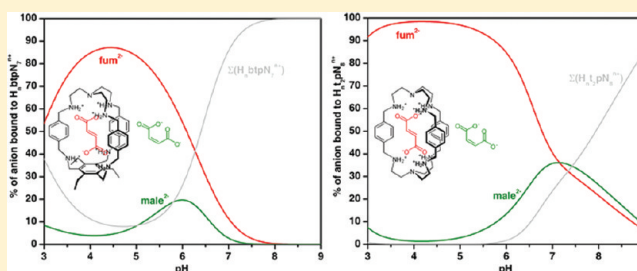 % of anion bound to HₙbtpN₇ⁿ⁺
100
90
80
70
60
50
40
30
20
10
0
3 4 5 6 7 8 9
pH
fum²⁻
Σ(HₙbtpN₇ⁿ⁺)
male²⁻
% of anion bound to Hₙt₂pN₈ⁿ⁺
100
90
80
70
60
50
40
30
20
10
0
3 4 5 6 7 8
pH
fum²⁻
Σ(Hₙt₂pN₈ⁿ⁺)
male²⁻